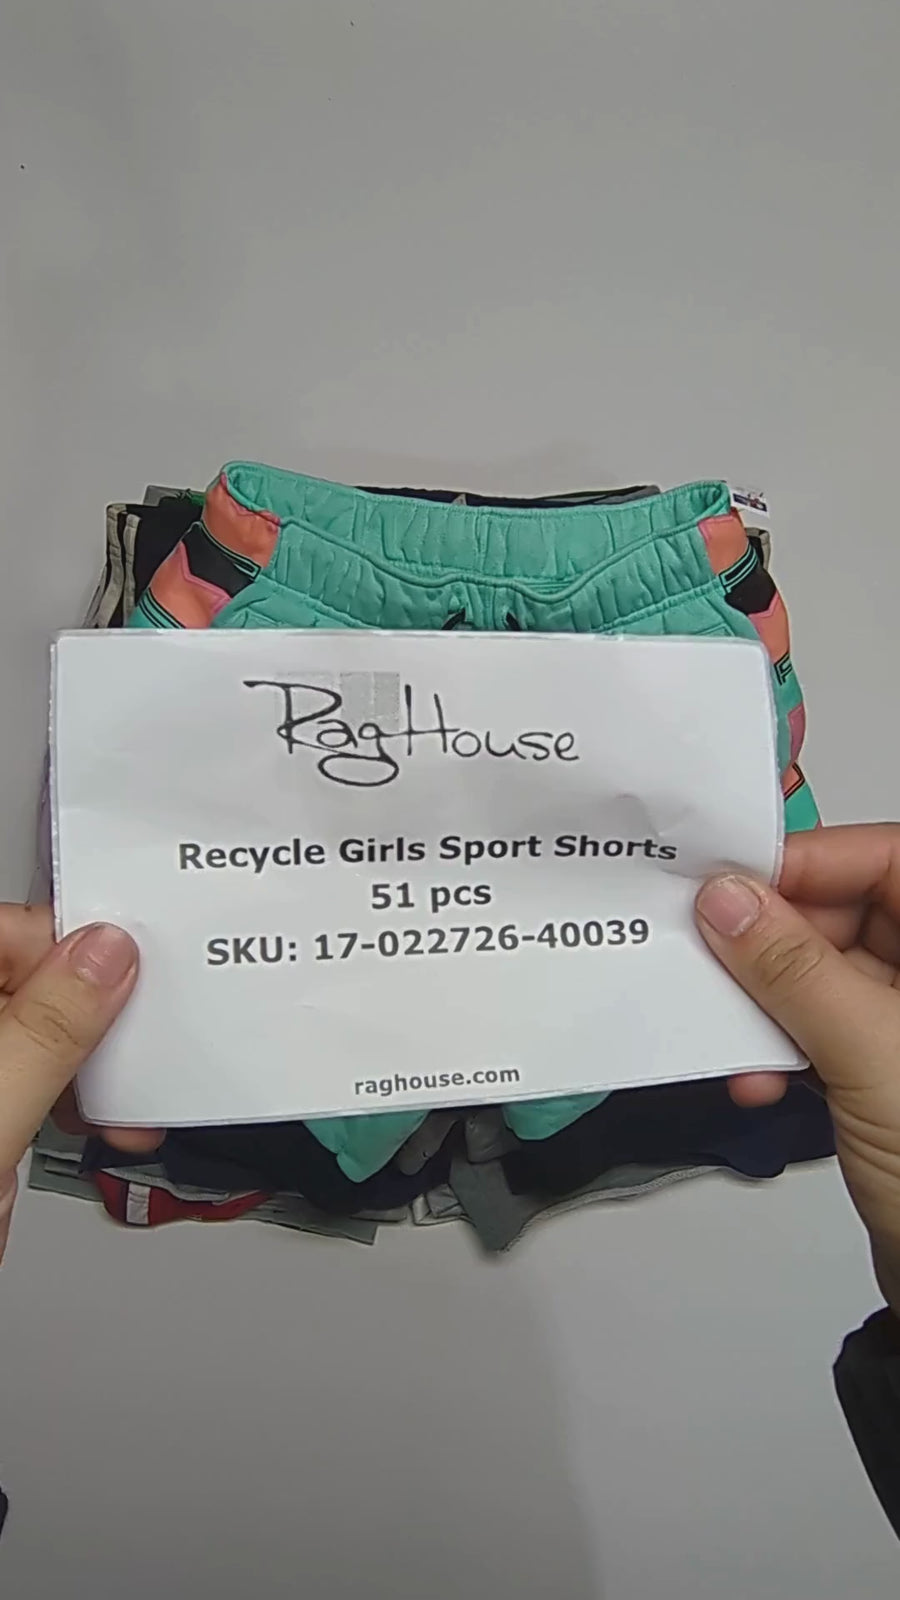 RagHouse
Recycle Girls Sport Shorts
51 pcs
SKU: 17-022726-40039
raghouse.com